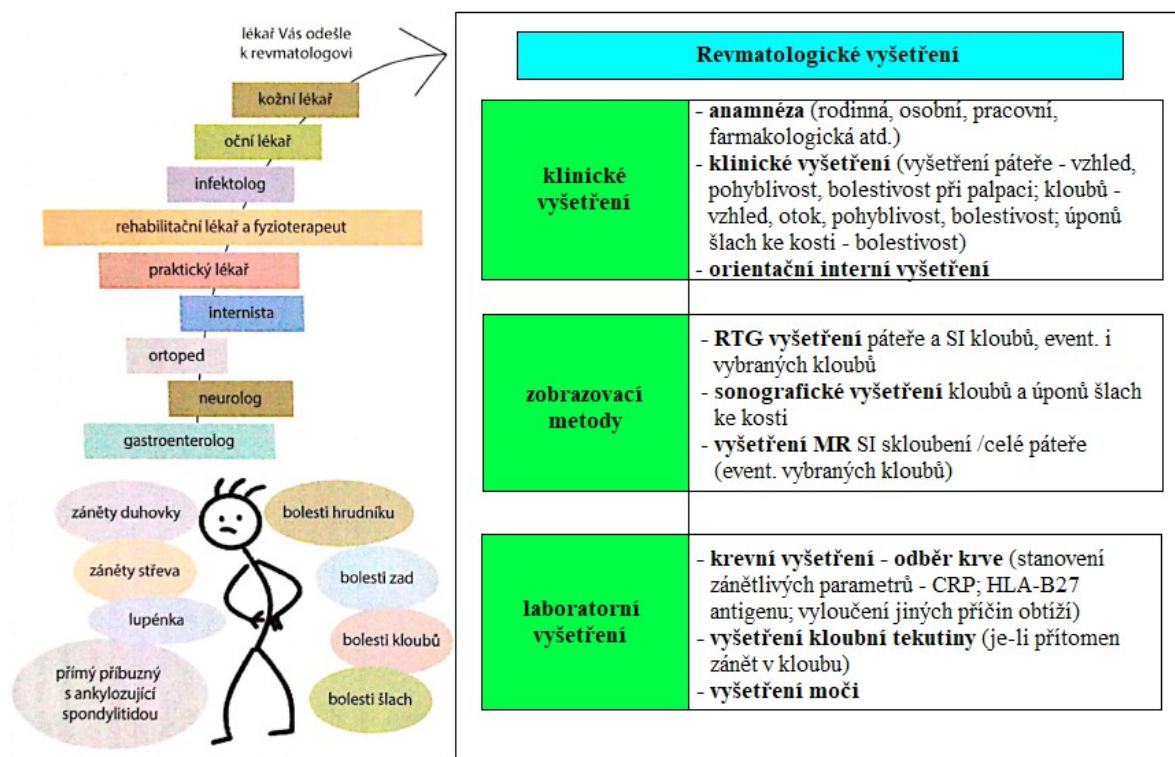 lékař Vás odešle
k revmatologovi
kožní lékař
oční lékař
infektolog
rehabilitační lékař a fyzioterapeut
praktický lékař
internista
ortoped
neurolog
gastroenterolog
záněty duhovky
bolesti hrudníku
záněty střeva
bolesti zad
lupénka
bolesti kloubů
přímý příbuzný
s ankylozující
spondylitidou
bolesti šlach
Revmatologické vyšetření
klinické
vyšetření
- anamnéza (rodinná, osobní, pracovní,
farmakologická atd.)
- klinické vyšetření (vyšetření páteře - vzhled,
pohyblivost, bolestivost při palpaci; kloubů -
vzhled, otok, pohyblivost, bolestivost; úponů
šlach ke kosti - bolestivost)
- orientační interní vyšetření
zobrazovací
metody
- RTG vyšetření páteře a SI kloubů, event. i
vybraných kloubů
- sonografické vyšetření kloubů a úponů šlach
ke kosti
- vyšetření MR SI skloubení /celé páteře
(event. vybraných kloubů)
laboratorní
vyšetření
- krevní vyšetření - odběr krve (stanovení
zánětlivých parametrů - CRP; HLA-B27
antigenu; vyloučení jiných příčin obtíží)
- vyšetření kloubní tekutiny (je-li přítomen
zánět v kloubu)
- vyšetření moči